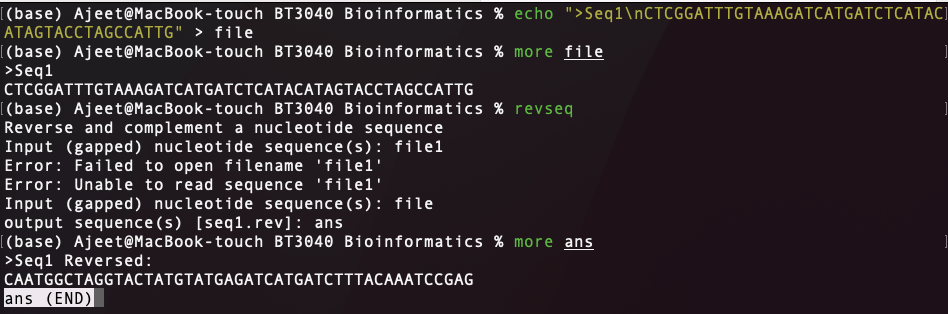 [(base) Ajeet@MacBook-touch BT3040 Bioinformatics % echo ">Seq1\nCTCGGATTTGTAAAGATCATGATCTCATAC]
ATAGTACCTAGCCATTG" > file
[(base) Ajeet@MacBook-touch BT3040 Bioinformatics % more file ]
>Seq1
CTCGGATTTGTAAAGATCATGATCTCATACATAGTACCTAGCCATTG
[(base) Ajeet@MacBook-touch BT3040 Bioinformatics % revseq ]
Reverse and complement a nucleotide sequence
Input (gapped) nucleotide sequence(s): file1
Error: Failed to open filename 'file1'
Error: Unable to read sequence 'file1'
Input (gapped) nucleotide sequence(s): file
output sequence(s) [seq1.rev]: ans
[(base) Ajeet@MacBook-touch BT3040 Bioinformatics % more ans ]
>Seq1 Reversed:
CAATGGCTAGGTACTATGTATGAGATCATGATCTTTACAAATCCGAG
ans (END)